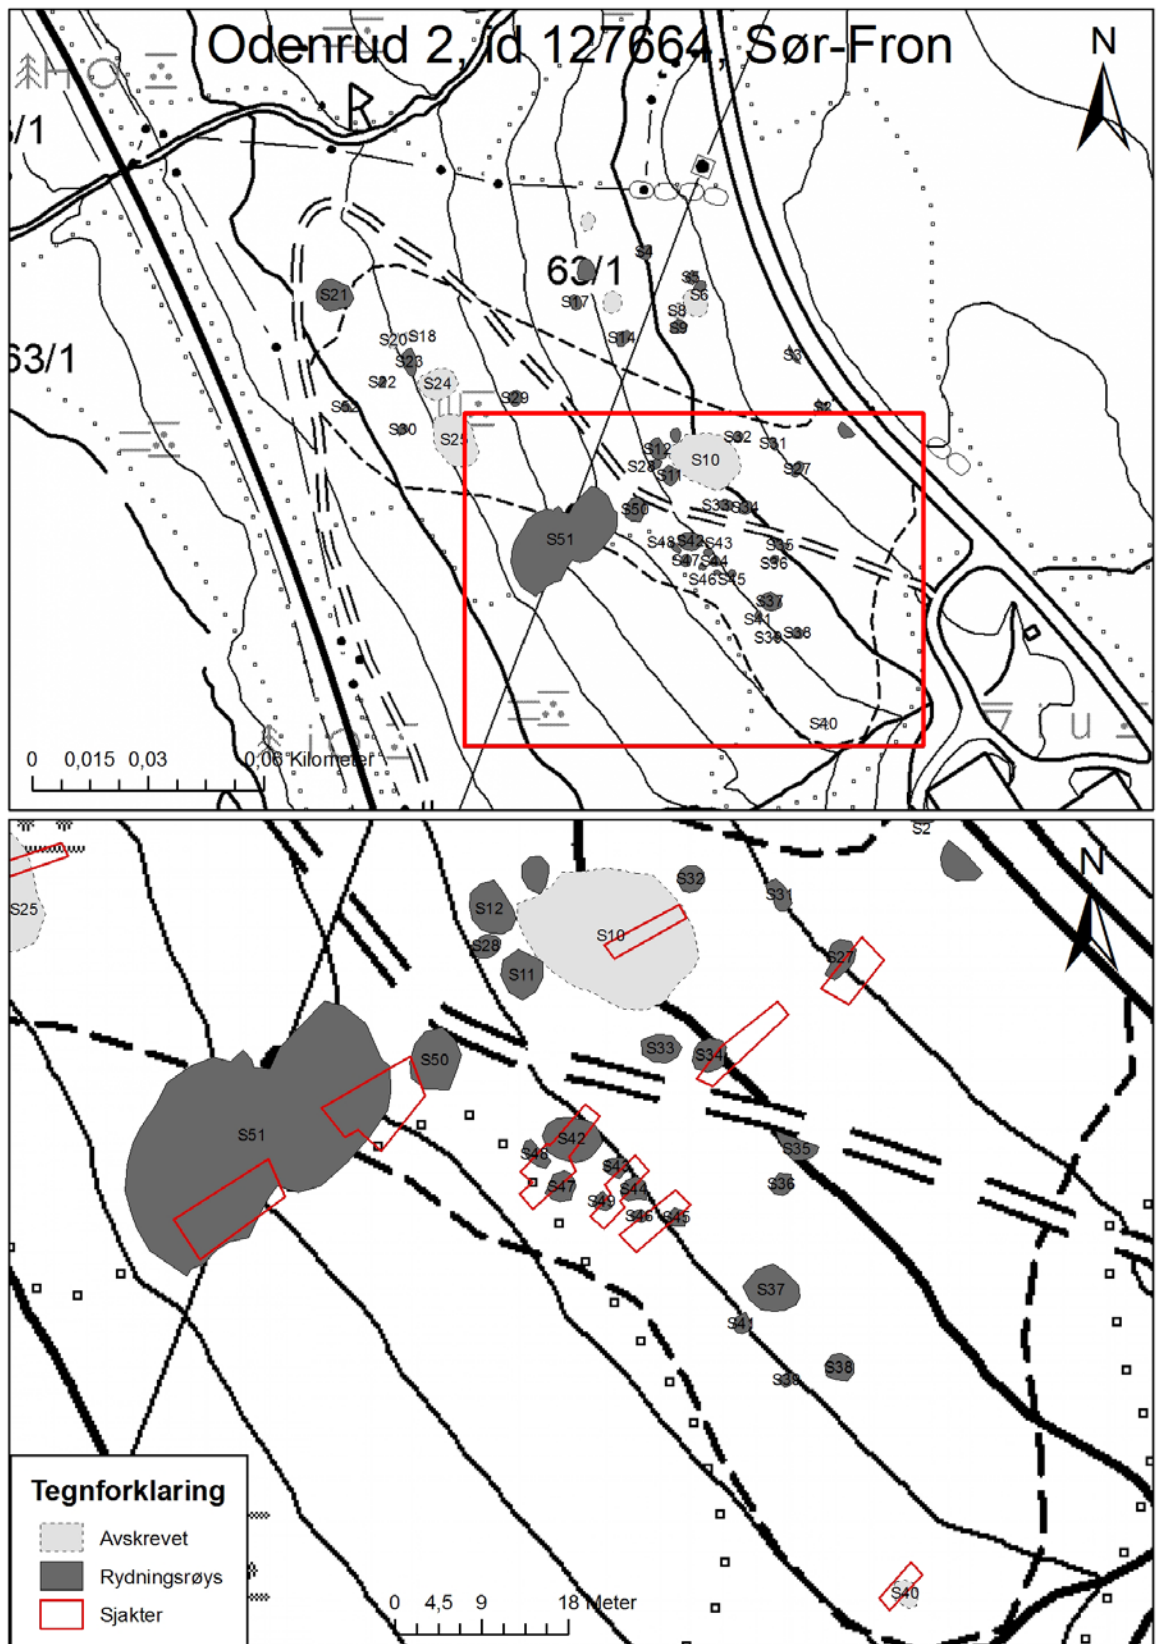 Odenrud 2, id 127664, Sør-Fron
N
3/1
63/1
63/1
S4
S5
S6
S21
S17
S8
S9
S20 S18
S14
S23
S3
S22
S24
S29
S52
S2
S30
S25
S32
S31
S12
S10
S28
S11
S27
S50
S33 S34
S51
S48 S42 S43
S35
S47 S44
S36
S46 S45
S37
S41
S39 S38
S40
0 0,015 0,03 0,06 Kilometer
S2
N
S32
S31
S12
S25
S10
S28
S27
S11
S33
S34
S50
S51
S42
S48
S35
S43
S47
S44
S36
S49
S46
S45
S37
S41
S38
S39
S40
Tegnforklaring
Avskrevet
Rydningsrøys
Sjakter
0 4,5 9 18 Meter